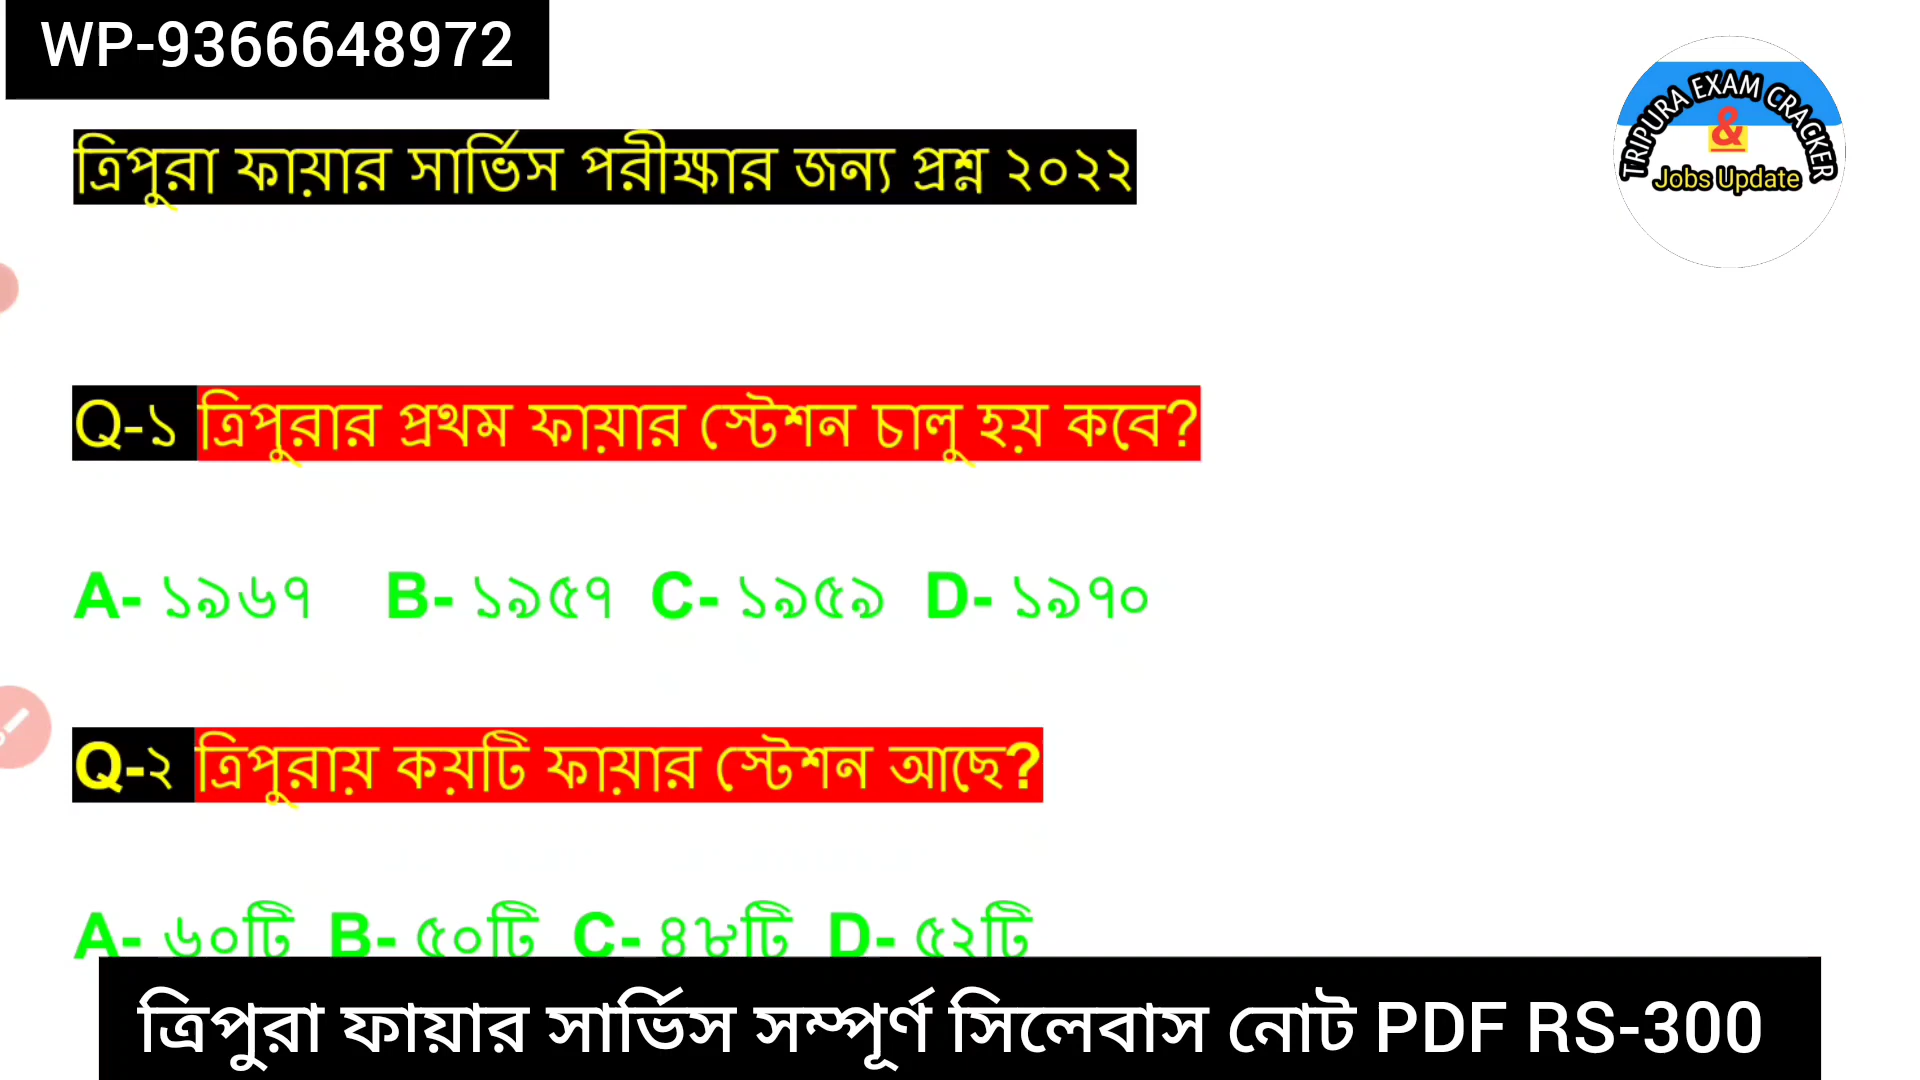 WP-9366648972
TRIPURA EXAM CRACKER
&
Jobs Update
ত্রিপুরা ফায়ার সার্ভিস পরীক্ষার জন্য প্রশ্ন ২০২২
Q-১ ত্রিপুরার প্রথম ফায়ার স্টেশন চালু হয় কবে?
A- ১৯৬৭ B- ১৯৫৭ C- ১৯৫৯ D- ১৯৭০
Q-২ ত্রিপুরায় কয়টি ফায়ার স্টেশন আছে?
A- ৬০টি B- ৫০টি C- ৪৮টি D- ৫২টি
ত্রিপুরা ফায়ার সার্ভিস সম্পূর্ণ সিলেবাস নোট PDF RS-300